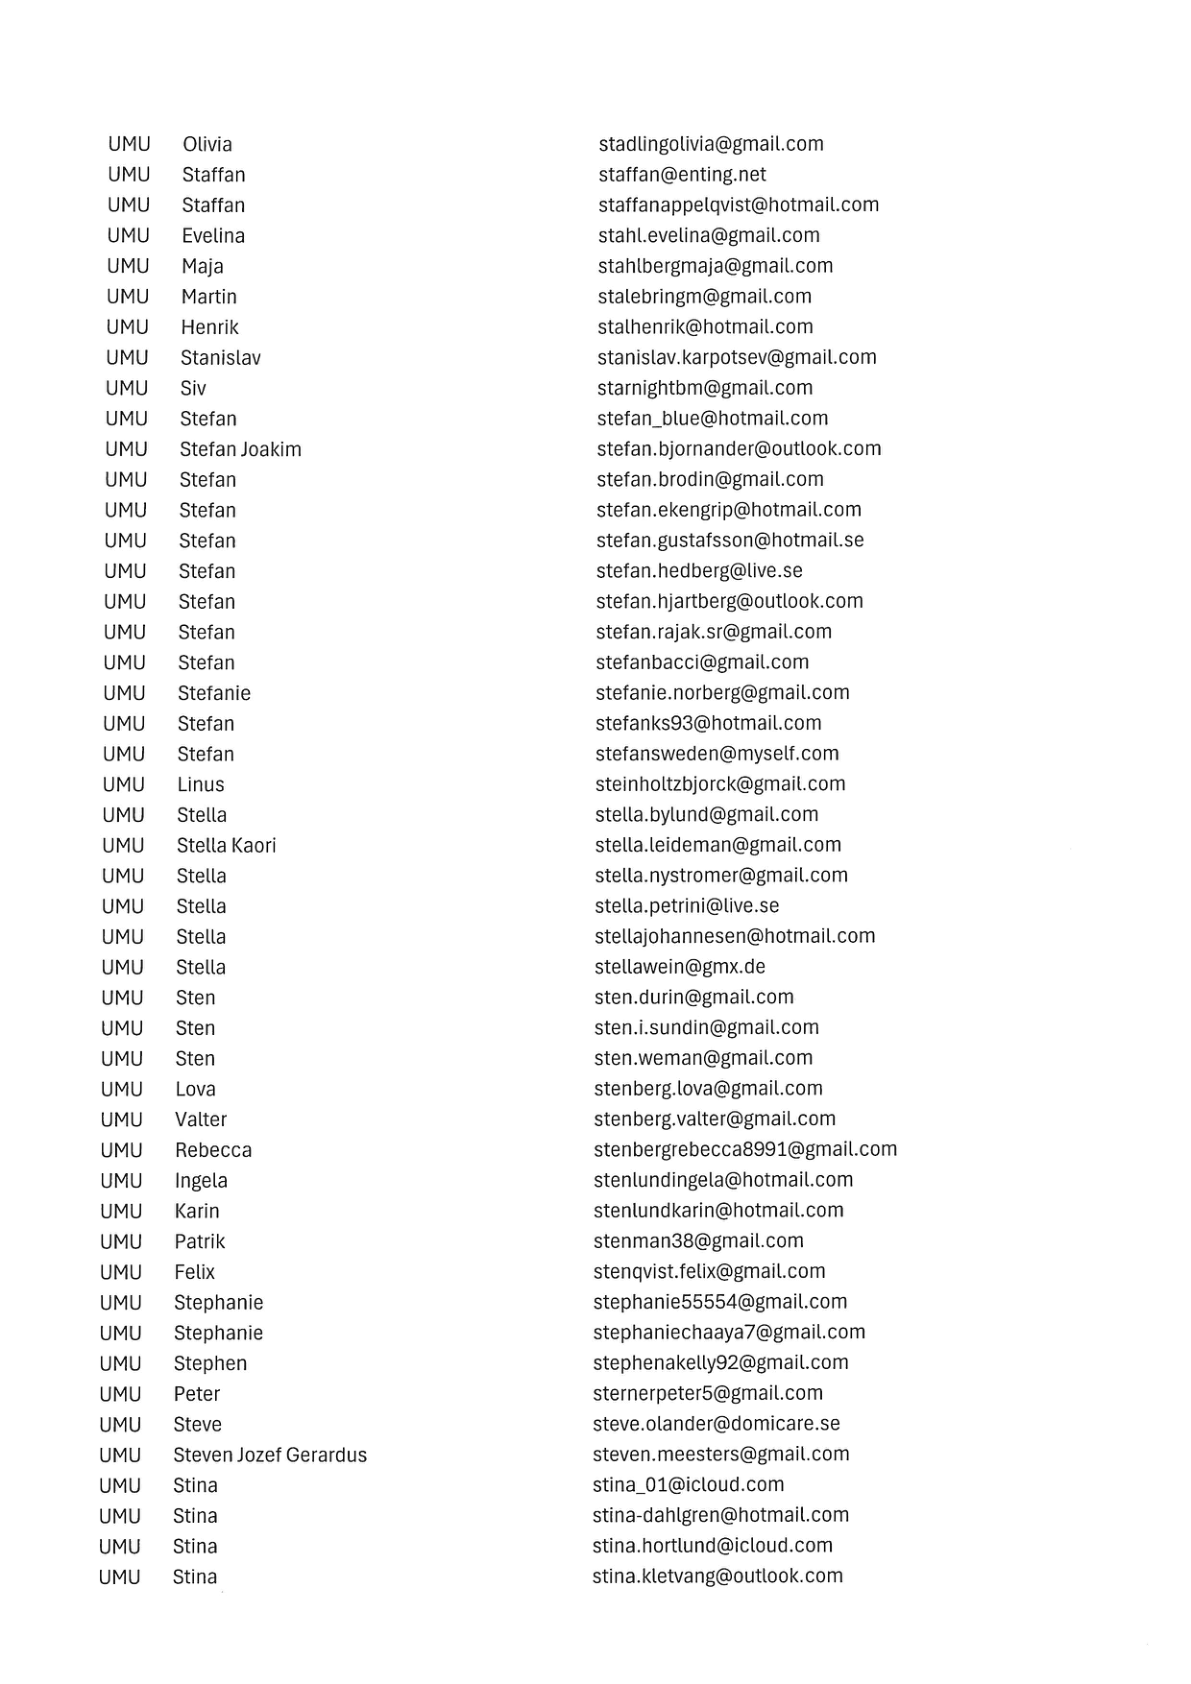 UMU Olivia stadlingolivia@gmail.com
UMU Staffan staffan@enting.net
UMU Staffan staffanappelqvist@hotmail.com
UMU Evelina stahl.evelina@gmail.com
UMU Maja stahlbergmaja@gmail.com
UMU Martin stalebringm@gmail.com
UMU Henrik stalhenrik@hotmail.com
UMU Stanislav stanislav.karpotsev@gmail.com
UMU Siv starnightbm@gmail.com
UMU Stefan stefan_blue@hotmail.com
UMU Stefan Joakim stefan.bjornander@outlook.com
UMU Stefan stefan.brodin@gmail.com
UMU Stefan stefan.ekengrip@hotmail.com
UMU Stefan stefan.gustafsson@hotmail.se
UMU Stefan stefan.hedberg@live.se
UMU Stefan stefan.hjartberg@outlook.com
UMU Stefan stefan.rajak.sr@gmail.com
UMU Stefan stefanbacci@gmail.com
UMU Stefanie stefanie.norberg@gmail.com
UMU Stefan stefanks93@hotmail.com
UMU Stefan stefansweden@myself.com
UMU Linus steinholtzbjorck@gmail.com
UMU Stella stella.bylund@gmail.com
UMU Stella Kaori stella.leideman@gmail.com
UMU Stella stella.nystromer@gmail.com
UMU Stella stella.petrini@live.se
UMU Stella stellajohannesen@hotmail.com
UMU Stella stellawein@gmx.de
UMU Sten sten.durin@gmail.com
UMU Sten sten.i.sundin@gmail.com
UMU Sten sten.weman@gmail.com
UMU Lova stenberg.lova@gmail.com
UMU Valter stenberg.valter@gmail.com
UMU Rebecca stenbergrebecca8991@gmail.com
UMU Ingela stenlundingela@hotmail.com
UMU Karin stenlundkarin@hotmail.com
UMU Patrik stenman38@gmail.com
UMU Felix stenqvist.felix@gmail.com
UMU Stephanie stephanie55554@gmail.com
UMU Stephanie stephaniechaaya7@gmail.com
UMU Stephen stephenakelly92@gmail.com
UMU Peter sternerpeter5@gmail.com
UMU Steve steve.olander@domicare.se
UMU Steven Jozef Gerardus steven.meesters@gmail.com
UMU Stina stina_01@icloud.com
UMU Stina stina-dahlgren@hotmail.com
UMU Stina stina.hortlund@icloud.com
UMU Stina stina.kletvang@outlook.com